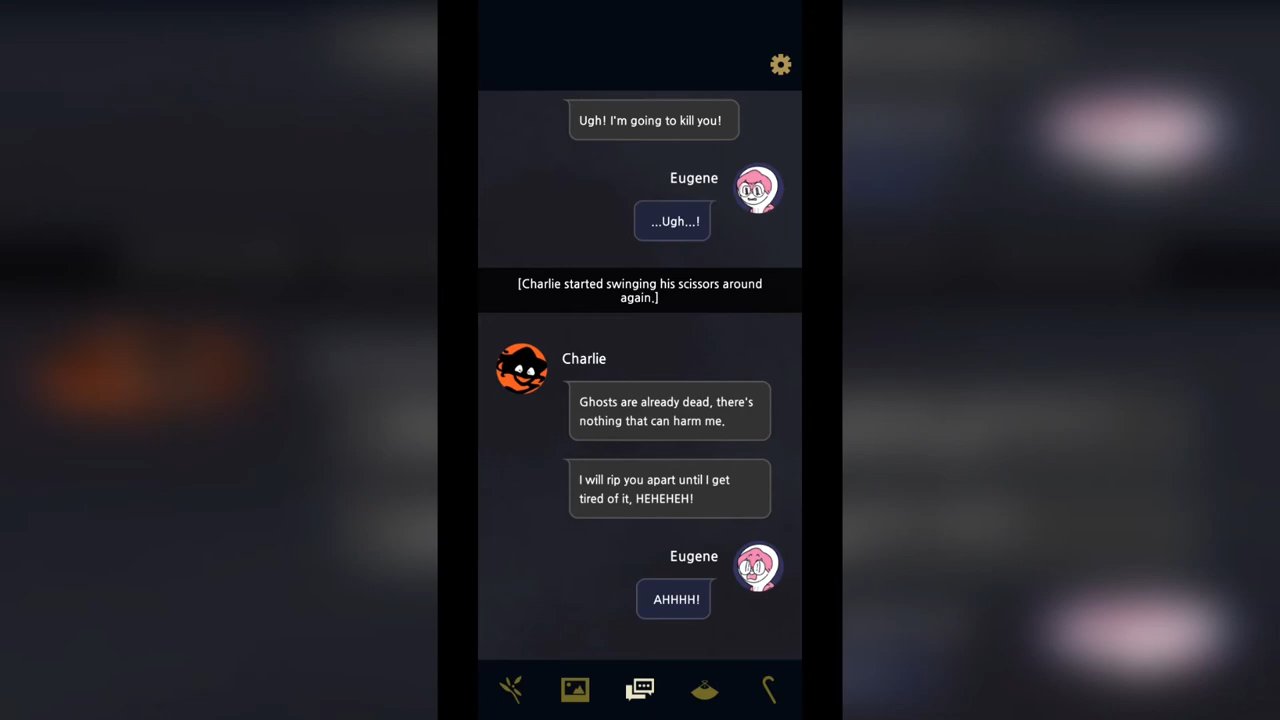 Ugh! I'm going to kill you!
Eugene
...Ugh...!
[Charlie started swinging his scissors around
again.]
Charlie
Ghosts are already dead, there's
nothing that can harm me.
I will rip you apart until I get
tired of it, HEHEHEH!
Eugene
AHHHH!